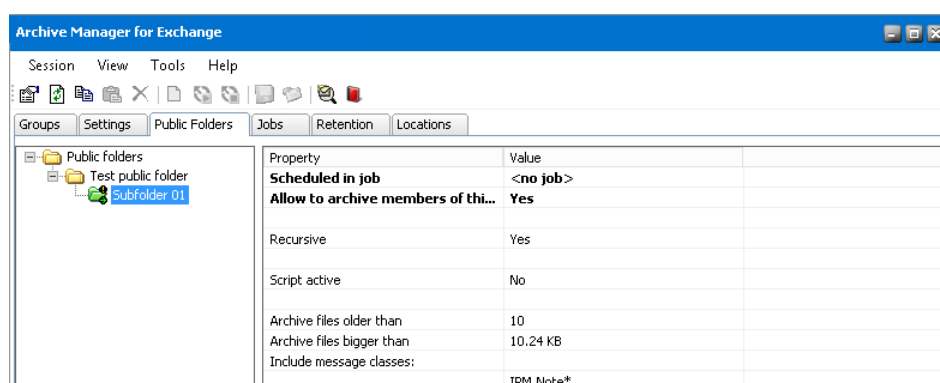 Archive Manager for Exchange
Session View Tools Help
Groups Settings Public Folders Jobs Retention Locations
Public folders
Test public folder
Subfolder 01
Property Value
Scheduled in job <no job>
Allow to archive members of thi... Yes
Recursive Yes
Script active No
Archive files older than 10
Archive files bigger than 10.24 KB
Include message classes:
IPM.Note*